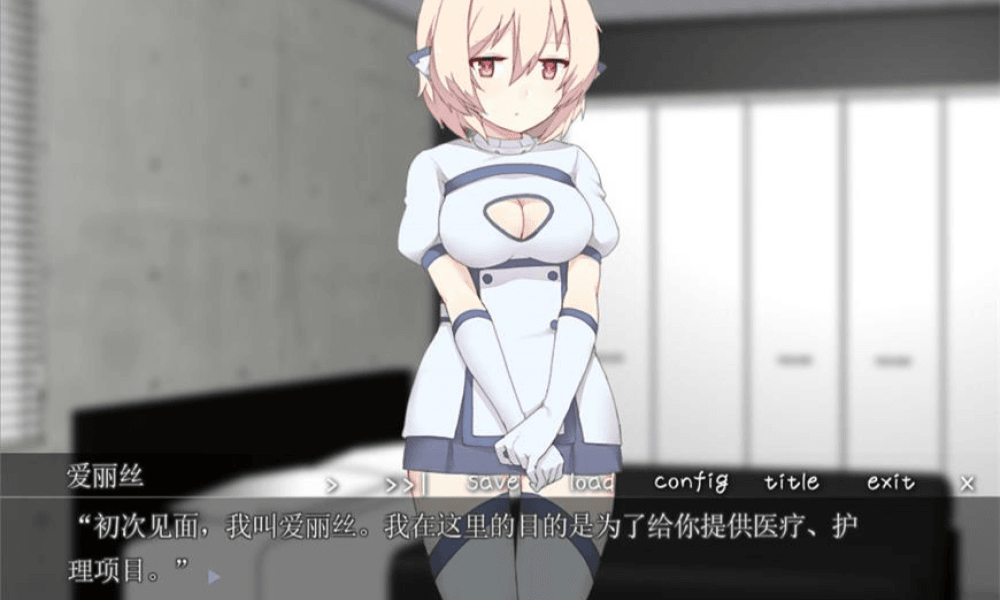 爱丽丝
> >>| save load config title exit x
“初次见面，我叫爱丽丝。我在这里的目的是为了给你提供医疗、护
理项目。”